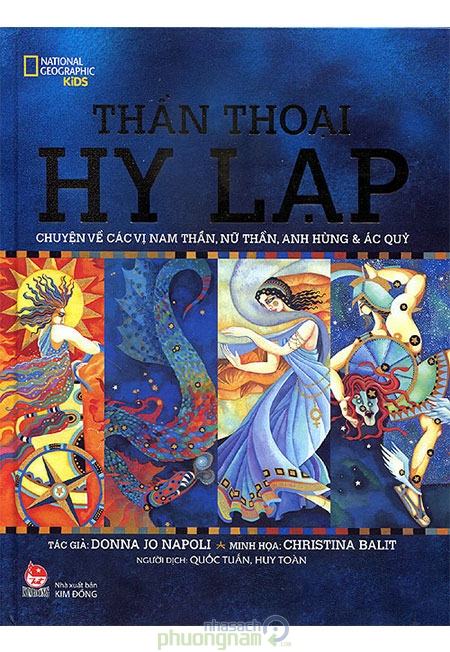 NATIONAL
GEOGRAPHIC
KiDS
THẦN THOẠI
HY LẠP
CHUYỆN VỀ CÁC VỊ NAM THẦN, NỮ THẦN, ANH HÙNG & ÁC QUỶ
TÁC GIẢ: DONNA JO NAPOLI ★ MINH HỌA: CHRISTINA BALIT
NGƯỜI DỊCH: QUỐC TUẤN, HUY TOÀN
Nhà xuất bản
KIM ĐỒNG
nhasach
phuongnam
.COM